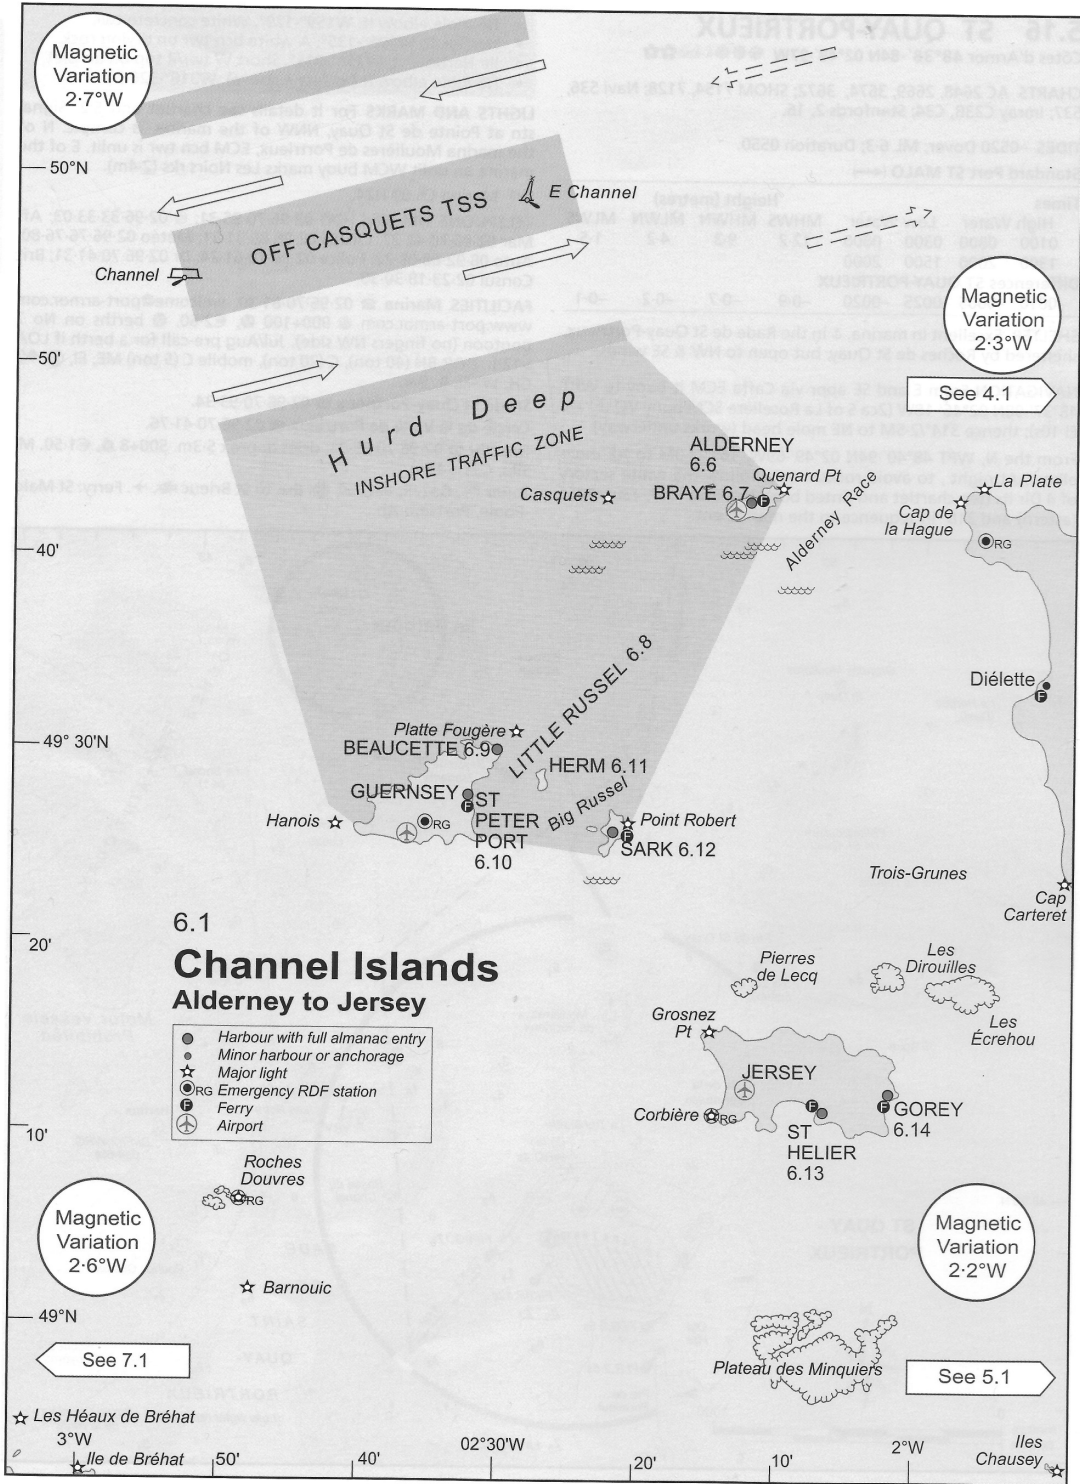 Magnetic
Variation
2·7°W
50°N
E Channel
OFF CASQUETS TSS
Channel
Magnetic
Variation
2·3°W
50'
See 4.1
Hurd Deep
INSHORE TRAFFIC ZONE
ALDERNEY
6.6
Quenard Pt
Casquets
BRAYE 6.7
Alderney Race
La Plate
Cap de
la Hague
RG
40'
Diélette
F
LITTLE RUSSEL 6.8
Platte Fougère
49° 30'N
BEAUCETTE 6.9
HERM 6.11
GUERNSEY
Big Russel
ST
PETER
PORT
6.10
F
RG
Hanois
Point Robert
F
SARK 6.12
Trois-Grunes
Cap
Carteret
20'
6.1
Channel Islands
Alderney to Jersey
Harbour with full almanac entry
Minor harbour or anchorage
Major light
RG Emergency RDF station
F Ferry
Airport
Pierres
de Lecq
Les
Dirouilles
Les
Écrehou
Grosnez
Pt
JERSEY
Corbière
RG
F
ST
HELIER
6.13
F
GOREY
6.14
10'
Roches
Douvres
RG
Magnetic
Variation
2·6°W
Magnetic
Variation
2·2°W
Barnouic
49°N
See 7.1
Plateau des Minquiers
See 5.1
Les Héaux de Bréhat
3°W
Ile de Bréhat
50'
40'
02°30'W
20'
10'
2°W
Iles
Chausey